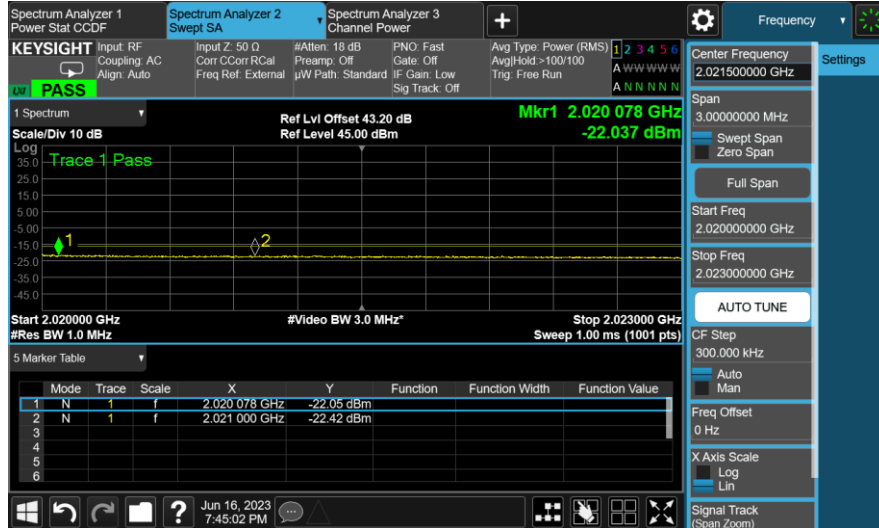 Spectrum Analyzer 1
Power Stat CCDF
Spectrum Analyzer 2
Swept SA
Spectrum Analyzer 3
Channel Power
Frequency
KEYSIGHT
Input: RF
Coupling: AC
Align: Auto
Input Z: 50 Ω
Corr CCorr RCal
Freq Ref: External
#Atten: 18 dB
Preamp: Off
µW Path: Standard
PNO: Fast
Gate: Off
IF Gain: Low
Sig Track: Off
Avg Type: Power (RMS)
Avg|Hold:>100/100
Trig: Free Run
1 2 3 4 5 6
A W W W W W
A N N N N N
LXI PASS
1 Spectrum
Scale/Div 10 dB
Ref Lvl Offset 43.20 dB
Ref Level 45.00 dBm
Mkr1 2.020 078 GHz
-22.037 dBm
Log
Trace 1 Pass
35.0
25.0
15.0
5.00
-5.00
-15.0
-25.0
-35.0
-45.0
1
2
Start 2.020000 GHz
#Res BW 1.0 MHz
#Video BW 3.0 MHz*
Stop 2.023000 GHz
Sweep 1.00 ms (1001 pts)
5 Marker Table
Mode Trace Scale X Y Function Function Width Function Value
1 N 1 f 2.020 078 GHz -22.05 dBm
2 N 1 f 2.021 000 GHz -22.42 dBm
3
4
5
6
Jun 16, 2023
7:45:02 PM
?
Settings
Center Frequency
2.021500000 GHz
Span
3.00000000 MHz
Swept Span
Zero Span
Full Span
Start Freq
2.020000000 GHz
Stop Freq
2.023000000 GHz
AUTO TUNE
CF Step
300.000 kHz
Auto
Man
Freq Offset
0 Hz
X Axis Scale
Log
Lin
Signal Track
(Span Zoom)